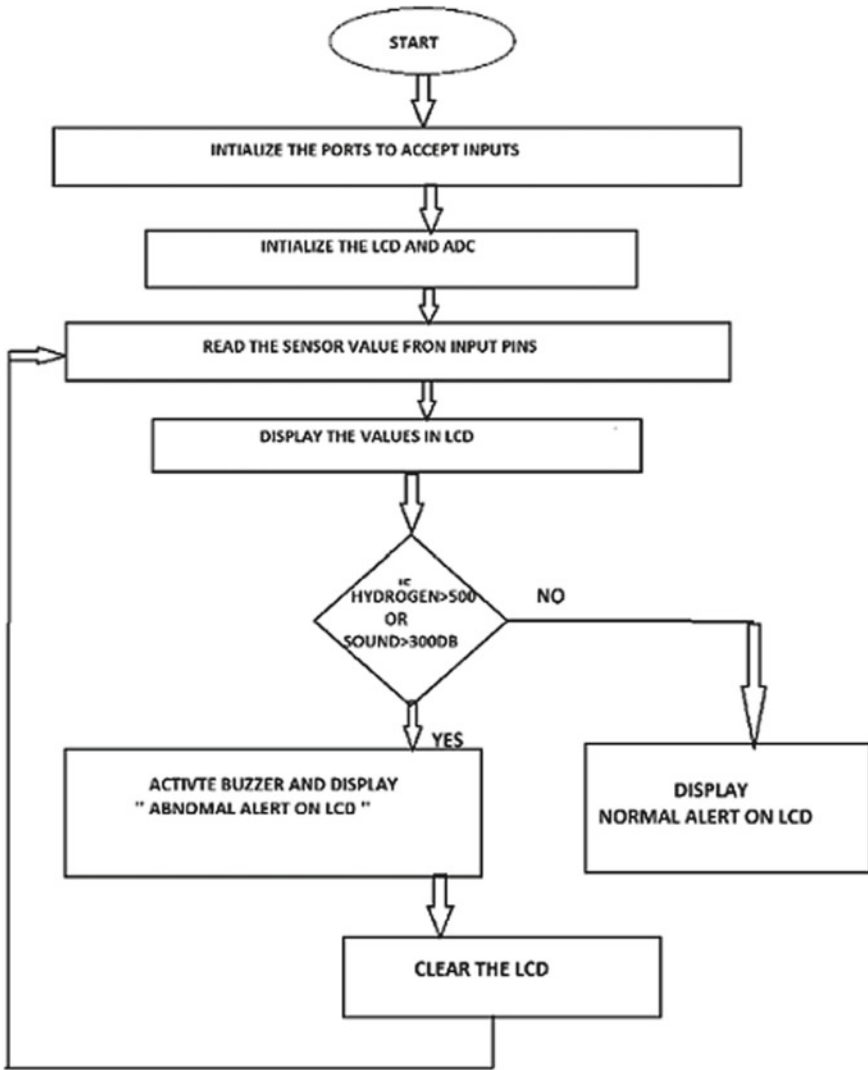 START
INTIALIZE THE PORTS TO ACCEPT INPUTS
INTIALIZE THE LCD AND ADC
READ THE SENSOR VALUE FRON INPUT PINS
DISPLAY THE VALUES IN LCD
IF
HYDROGEN>500
OR
SOUND>300DB
NO
YES
ACTIVTE BUZZER AND DISPLAY
" ABNOMAL ALERT ON LCD "
DISPLAY
NORMAL ALERT ON LCD
CLEAR THE LCD